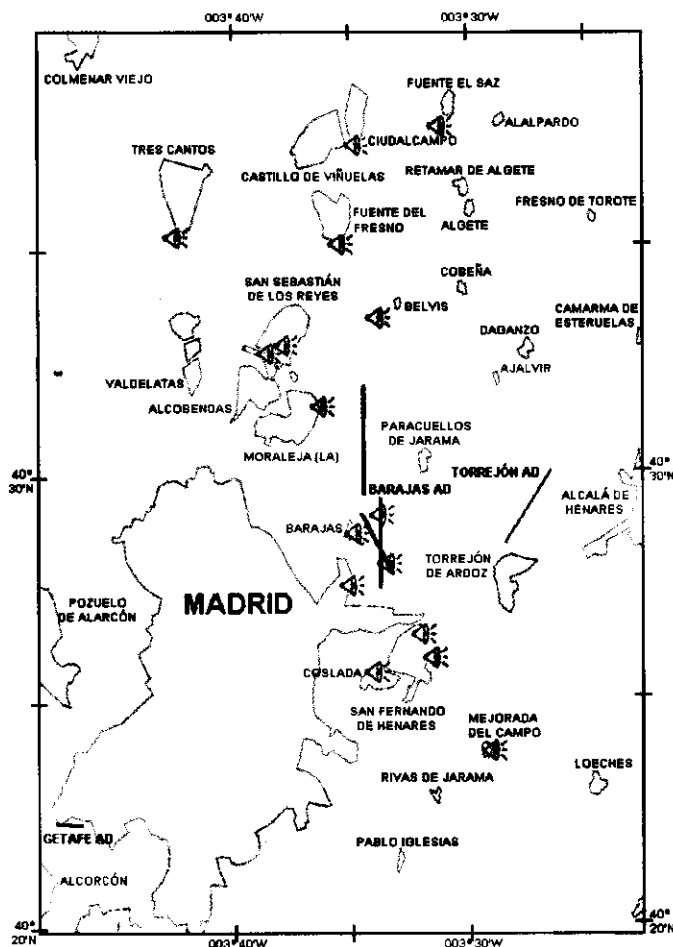 003° 40'W
003° 30'W
COLMENAR VIEJO
FUENTE EL SAZ
ALALPARDO
CIUDALCAMPO
TRES CANTOS
CASTILLO DE VIÑUELAS
RETAMAR DE ALGETE
FUENTE DEL
FRESNO
ALGETE
FRESNO DE TOROTE
COBEÑA
SAN SEBASTIÁN
DE LOS REYES
BELVIS
CAMARMA DE
ESTERUELAS
DAGANZO
AJALVIR
VALDELATAS
ALCOBENDAS
PARACUELLOS
DE JARAMA
MORALEJA (LA)
TORREJÓN AD
40°
30'N
40°
30'N
BARAJAS AD
ALCALÁ DE
HENARES
BARAJAS
TORREJÓN
DE ARDOZ
POZUELO
DE ALARCÓN
MADRID
COSLADA
SAN FERNANDO
DE HENARES
MEJORADA
DEL CAMPO
LOECHES
RIVAS DE JARAMA
GETAFE AD
PABLO IGLESIAS
ALCORCÓN
40°
20'N
40°
20'N
003° 40'W
003° 30'W